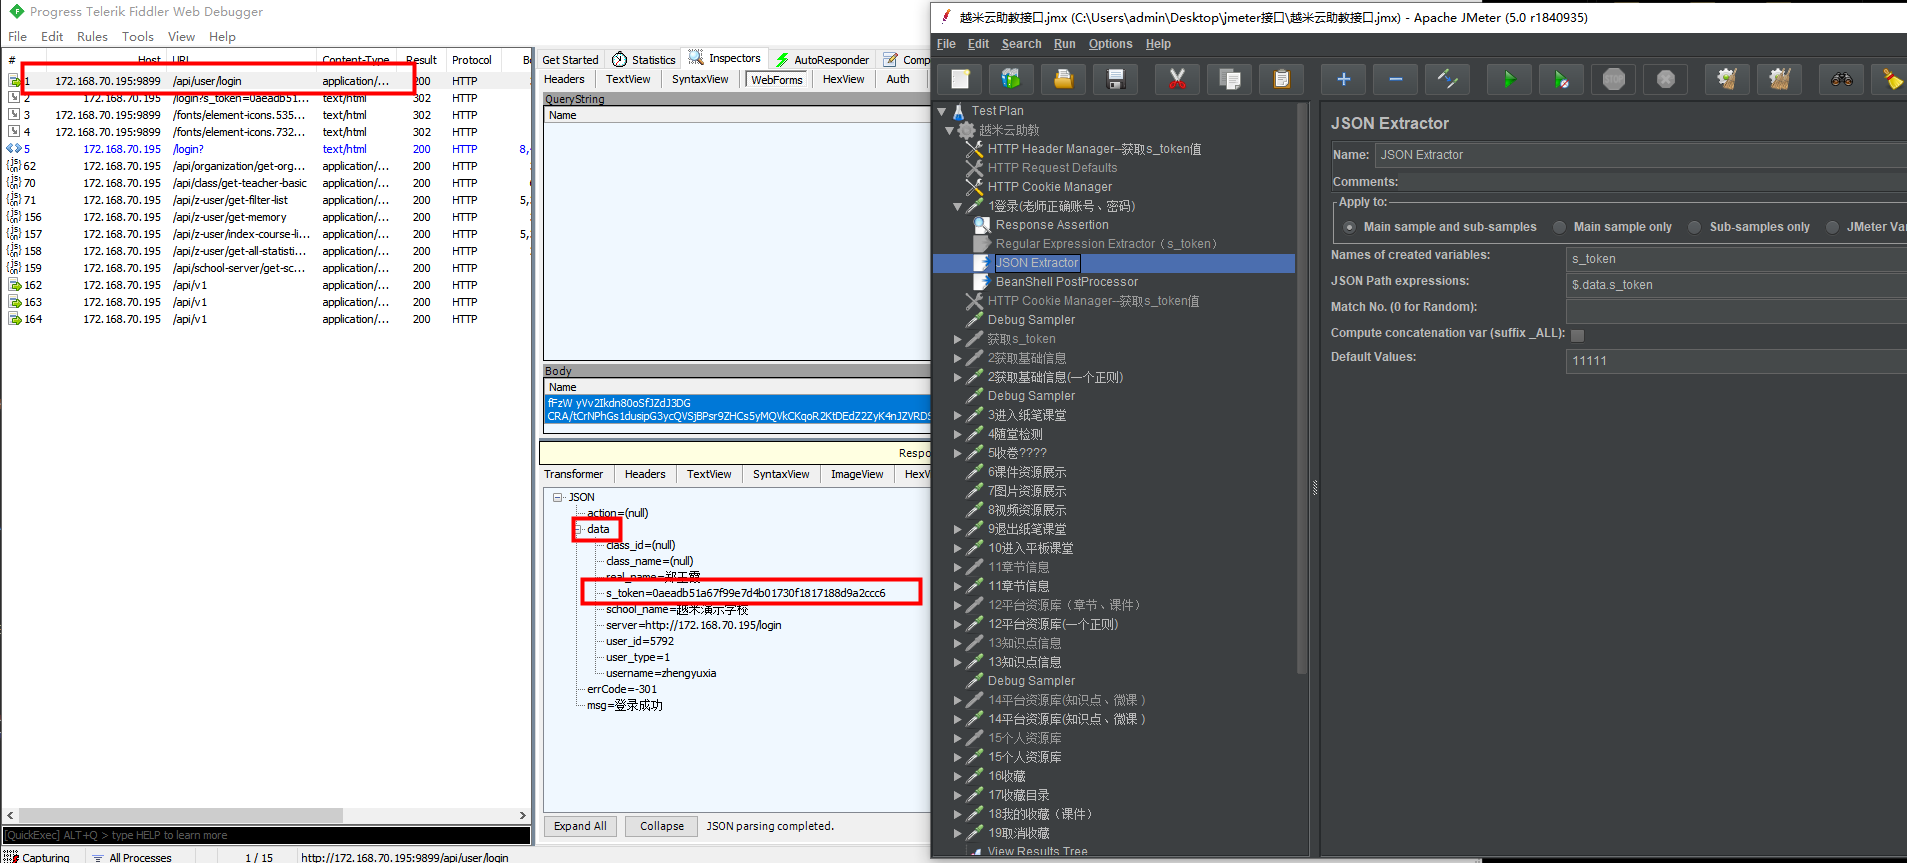 Progress Telerik Fiddler Web Debugger
File Edit Rules Tools View Help
# Host URL Content-Type Result Protocol
1 172.168.70.195:9899 /api/user/login application/... 200 HTTP
2 172.168.70.195 /login?s_token=0aeadb51... text/html 302 HTTP
3 172.168.70.195:9899 /fonts/element-icons.535... text/html 302 HTTP
4 172.168.70.195:9899 /fonts/element-icons.732... text/html 302 HTTP
5 172.168.70.195 /login? text/html 200 HTTP 8,
62 172.168.70.195 /api/organization/get-org... application/... 200 HTTP
70 172.168.70.195 /api/class/get-teacher-basic application/... 200 HTTP
71 172.168.70.195 /api/z-user/get-filter-list application/... 200 HTTP 5,
156 172.168.70.195 /api/z-user/get-memory application/... 200 HTTP
157 172.168.70.195 /api/z-user/index-course-li... application/... 200 HTTP 5,
158 172.168.70.195 /api/z-user/get-all-statisti... application/... 200 HTTP
159 172.168.70.195 /api/school-server/get-sc... application/... 200 HTTP
162 172.168.70.195 /api/v1 application/... 200 HTTP
163 172.168.70.195 /api/v1 application/... 200 HTTP
164 172.168.70.195 /api/v1 application/... 200 HTTP
[QuickExec] ALT+Q > type HELP to learn more
Capturing All Processes 1 / 15 http://172.168.70.195:9899/api/user/login
Get Started Statistics Inspectors AutoResponder Comp
Headers TextView SyntaxView WebForms HexView Auth
QueryString
Name
Body
Name
fFzW yVv2Ikdn80oSfJZdJ3DG
CRA/tCrNPhGs1dusipG3ycQVSjBPsr9ZHCs5yMQVkCKqoR2KtDEdZ2ZyK4nJZVRDS
Respo
Transformer Headers TextView SyntaxView ImageView HexV
JSON
action=(null)
data
class_id=(null)
class_name=(null)
real_name=郑玉霞
s_token=0aeadb51a67f99e7d4b01730f1817188d9a2ccc6
school_name=越米演示学校
server=http://172.168.70.195/login
user_id=5792
user_type=1
username=zhengyuxia
errCode=-301
msg=登录成功
Expand All Collapse JSON parsing completed.
越米云助教接口.jmx (C:\Users\admin\Desktop\jmeter接口\越米云助教接口.jmx) - Apache JMeter (5.0 r1840935)
File Edit Search Run Options Help
STOP
Test Plan
越米云助教
HTTP Header Manager--获取s_token值
HTTP Request Defaults
HTTP Cookie Manager
1登录(老师正确账号、密码)
Response Assertion
Regular Expression Extractor（s_token）
JSON Extractor
BeanShell PostProcessor
HTTP Cookie Manager--获取s_token值
Debug Sampler
获取s_token
2获取基础信息
2获取基础信息(一个正则)
Debug Sampler
3进入纸笔课堂
4随堂检测
5收卷????
6课件资源展示
7图片资源展示
8视频资源展示
9退出纸笔课堂
10进入平板课堂
11章节信息
11章节信息
12平台资源库（章节、课件）
12平台资源库(一个正则)
13知识点信息
13知识点信息
Debug Sampler
14平台资源库(知识点、微课 )
14平台资源库(知识点、微课 )
15个人资源库
15个人资源库
16收藏
17收藏目录
18我的收藏（课件）
19取消收藏
View Results Tree
JSON Extractor
Name: JSON Extractor
Comments:
Apply to:
Main sample and sub-samples Main sample only Sub-samples only JMeter Var
Names of created variables: s_token
JSON Path expressions: $.data.s_token
Match No. (0 for Random):
Compute concatenation var (suffix _ALL):
Default Values: 11111